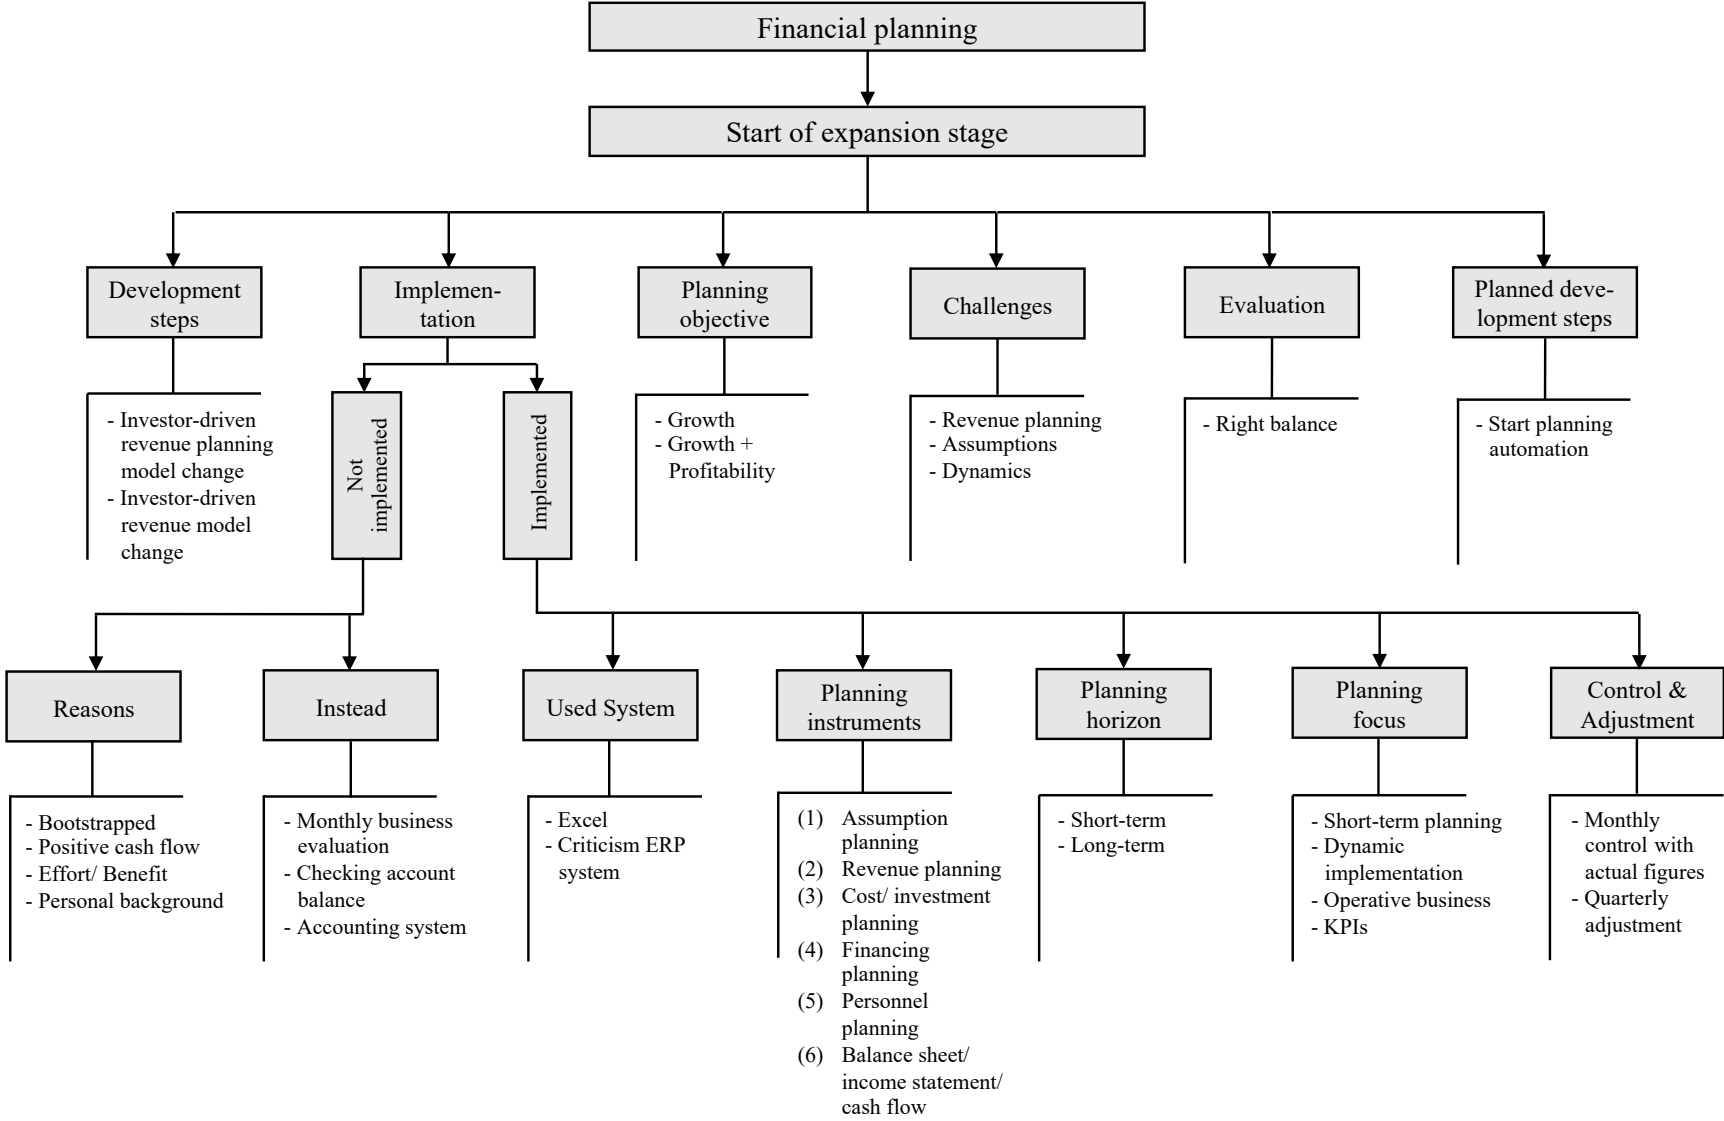 Financial planning
Start of expansion stage
Development
steps
Implemen-
tation
Planning
objective
Challenges
Evaluation
Planned deve-
lopment steps
- Investor-driven
revenue planning
model change
- Investor-driven
revenue model
change
Not
implemented
Implemented
- Growth
- Growth +
Profitability
- Revenue planning
- Assumptions
- Dynamics
- Right balance
- Start planning
automation
Reasons
Instead
Used System
Planning
instruments
Planning
horizon
Planning
focus
Control &
Adjustment
- Bootstrapped
- Positive cash flow
- Effort/ Benefit
- Personal background
- Monthly business
evaluation
- Checking account
balance
- Accounting system
- Excel
- Criticism ERP
system
(1) Assumption
planning
(2) Revenue planning
(3) Cost/ investment
planning
(4) Financing
planning
(5) Personnel
planning
(6) Balance sheet/
income statement/
cash flow
- Short-term
- Long-term
- Short-term planning
- Dynamic
implementation
- Operative business
- KPIs
- Monthly
control with
actual figures
- Quarterly
adjustment